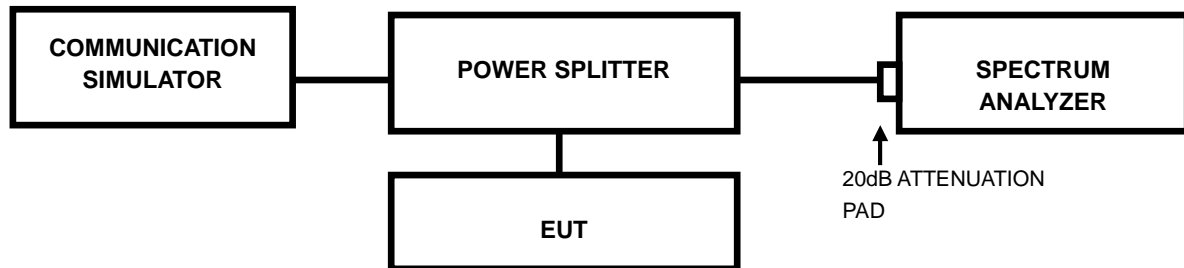 COMMUNICATION
SIMULATOR
POWER SPLITTER
SPECTRUM
ANALYZER
20dB ATTENUATION
PAD
EUT